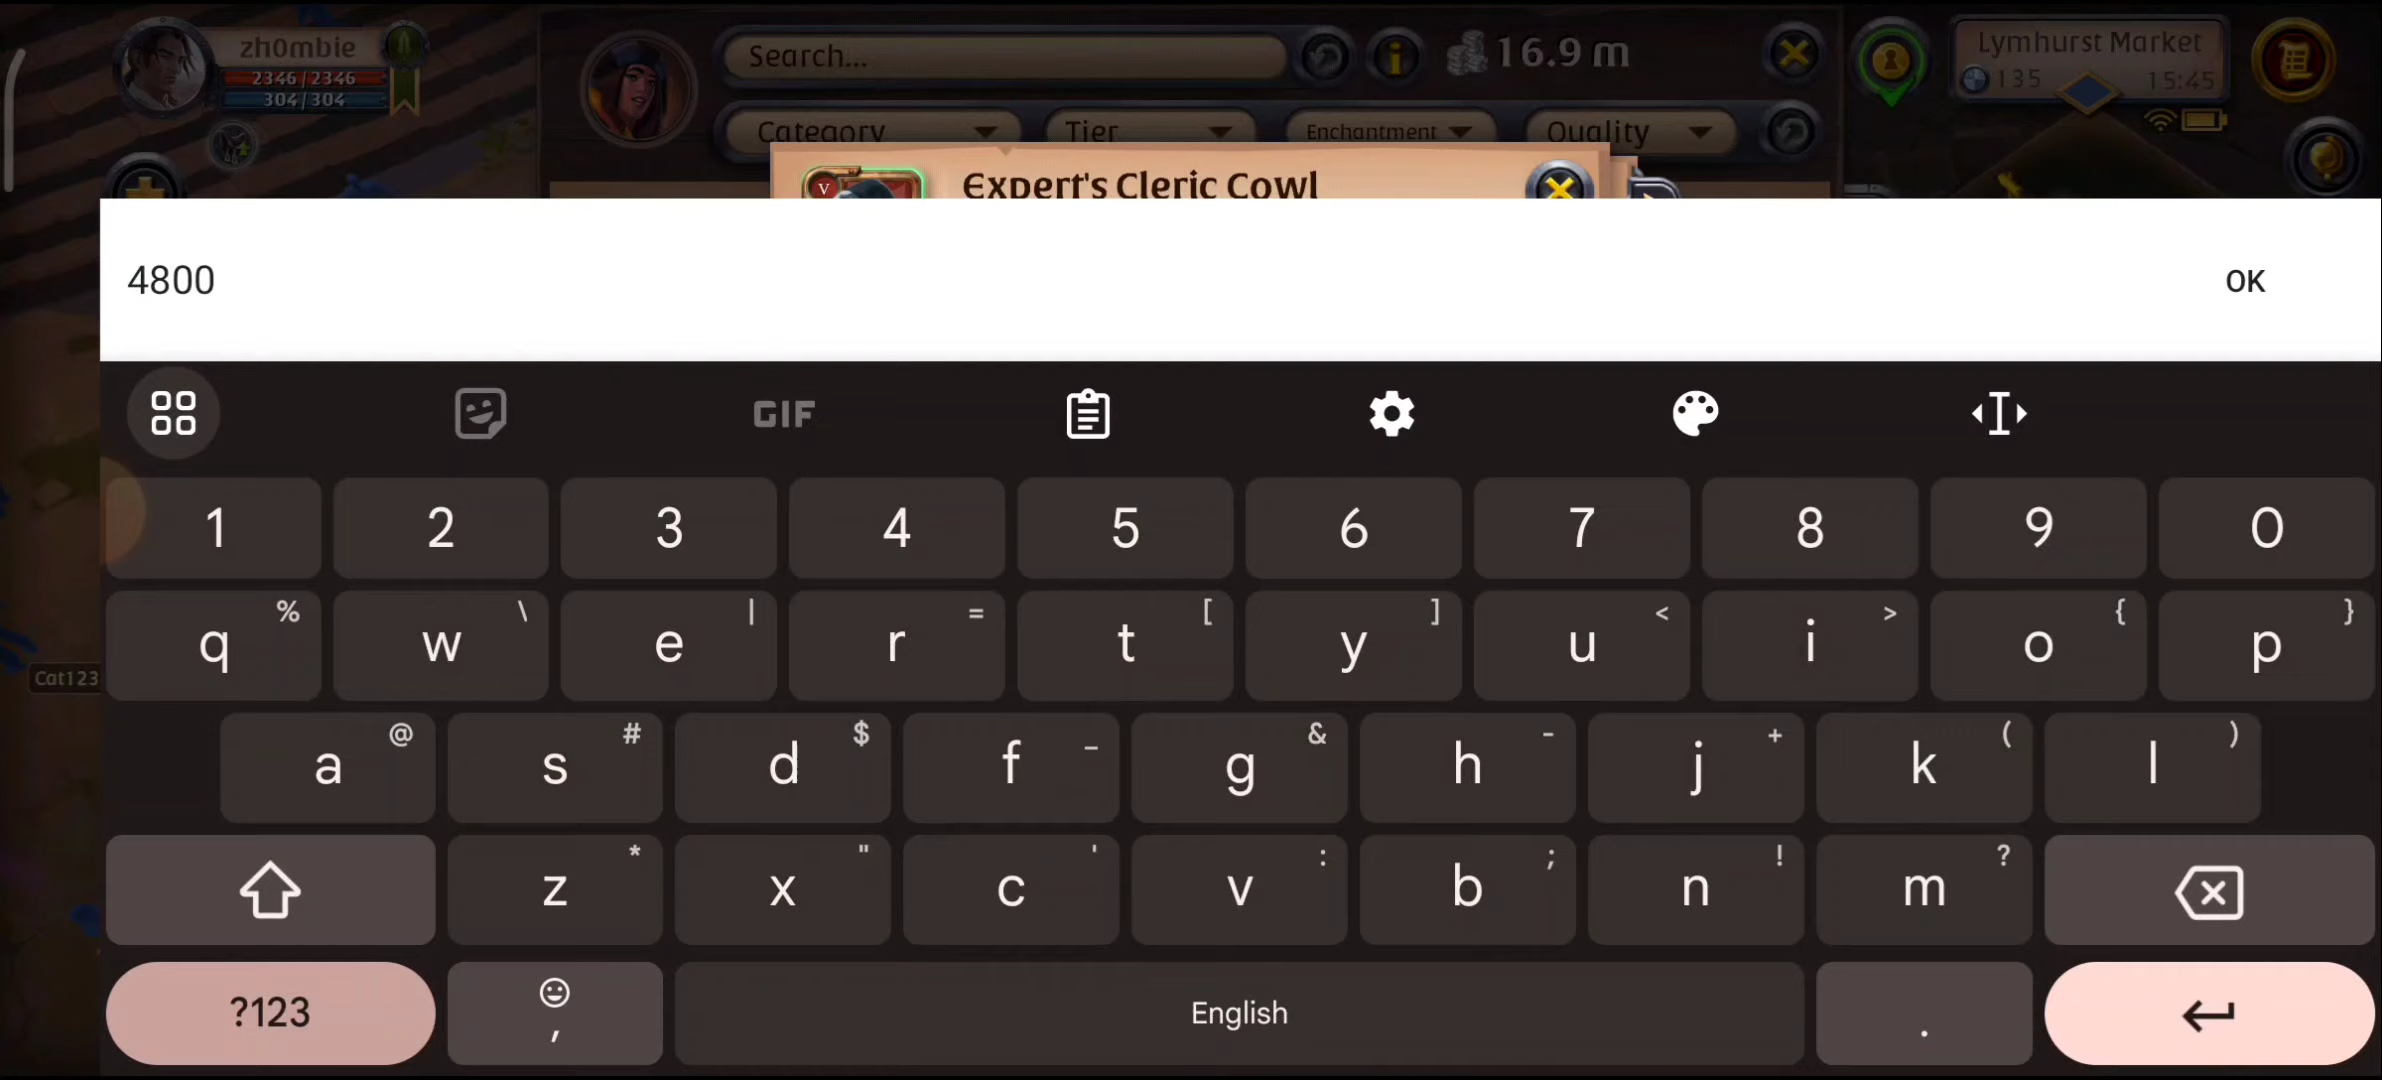 zh0mbie
2346/2346
304/304
Search...
16.9 m
Lymhurst Market
135
15:45
Category
Tier
Enchantment
Quality
V
Expert's Cleric Cowl
4800
OK
GIF
1 2 3 4 5 6 7 8 9 0
% \ | = [ ] < > { }
q w e r t y u i o p
Cat123
@ # $ _ & - + ( )
a s d f g h j k l
* " ' : ; ! ?
z x c v b n m
?123
,
English
.